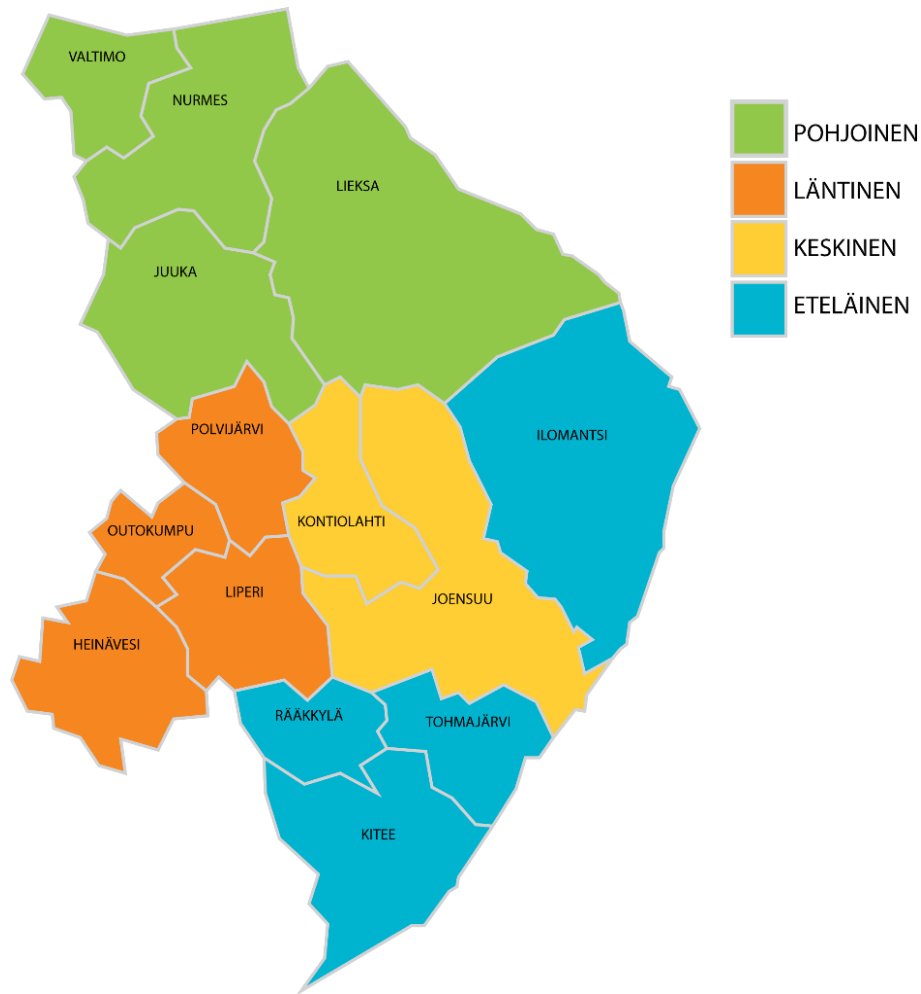 VALTIMO
NURMES
LIEKSA
JUUKA
POLVIJÄRVI
ILOMANTSI
OUTOKUMPU
KONTIOLAHTI
LIPERI
JOENSUU
HEINÄVESI
RÄÄKKYLÄ
TOHMAJÄRVI
KITEE
POHJOINEN
LÄNTINEN
KESKINEN
ETELÄINEN